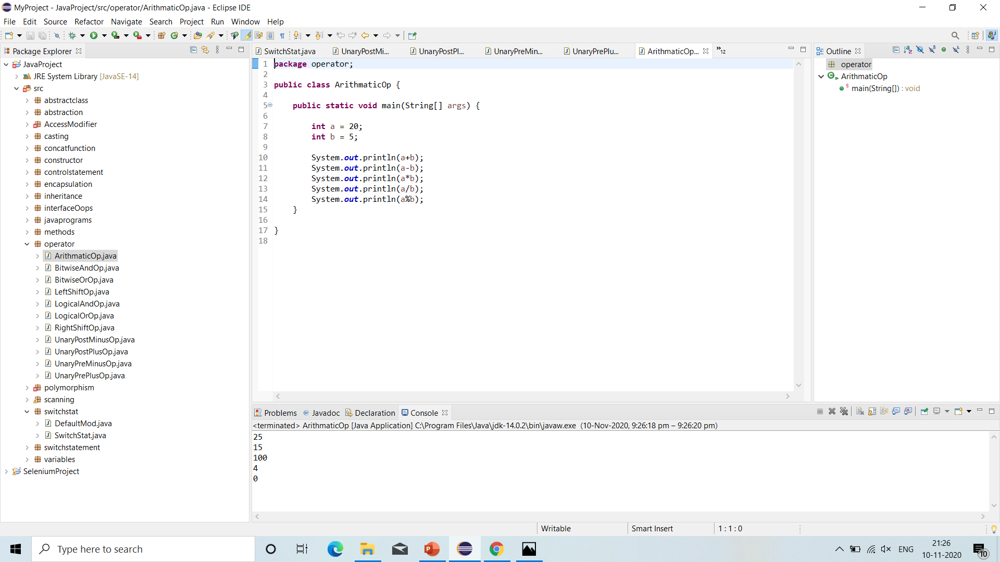 MyProject - JavaProject/src/operator/ArithmaticOp.java - Eclipse IDE
File Edit Source Refactor Navigate Search Project Run Window Help
Package Explorer
JavaProject
JRE System Library [JavaSE-14]
src
abstractclass
abstraction
AccessModifier
casting
concatfunction
constructor
controlstatement
encapsulation
inheritance
interfaceOops
javaprograms
methods
operator
ArithmaticOp.java
BitwiseAndOp.java
BitwiseOrOp.java
LeftShiftOp.java
LogicalAndOp.java
LogicalOrOp.java
RightShiftOp.java
UnaryPostMinusOp.java
UnaryPostPlusOp.java
UnaryPreMinusOp.java
UnaryPrePlusOp.java
polymorphism
scanning
switchstat
DefaultMod.java
SwitchStat.java
switchstatement
variables
SeleniumProject
SwitchStat.java UnaryPostMi... UnaryPostPl... UnaryPreMin... UnaryPrePlu... ArithmaticOp... »12
1 package operator;
2
3 public class ArithmaticOp {
4
5 public static void main(String[] args) {
6
7 int a = 20;
8 int b = 5;
9
10 System.out.println(a+b);
11 System.out.println(a-b);
12 System.out.println(a*b);
13 System.out.println(a/b);
14 System.out.println(a%b);
15 }
16
17 }
18
Outline
operator
ArithmaticOp
main(String[]) : void
Problems @ Javadoc Declaration Console
<terminated> ArithmaticOp [Java Application] C:\Program Files\Java\jdk-14.0.2\bin\javaw.exe (10-Nov-2020, 9:26:18 pm – 9:26:20 pm)
25
15
100
4
0
Writable Smart Insert 1 : 1 : 0
Type here to search
ENG
21:26
10-11-2020
10